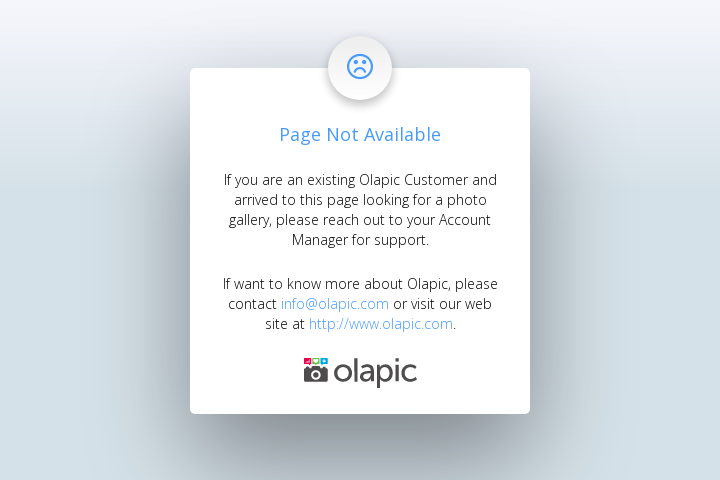 Page Not Available
If you are an existing Olapic Customer and
arrived to this page looking for a photo
gallery, please reach out to your Account
Manager for support.
If want to know more about Olapic, please
contact info@olapic.com or visit our web
site at http://www.olapic.com.
olapic